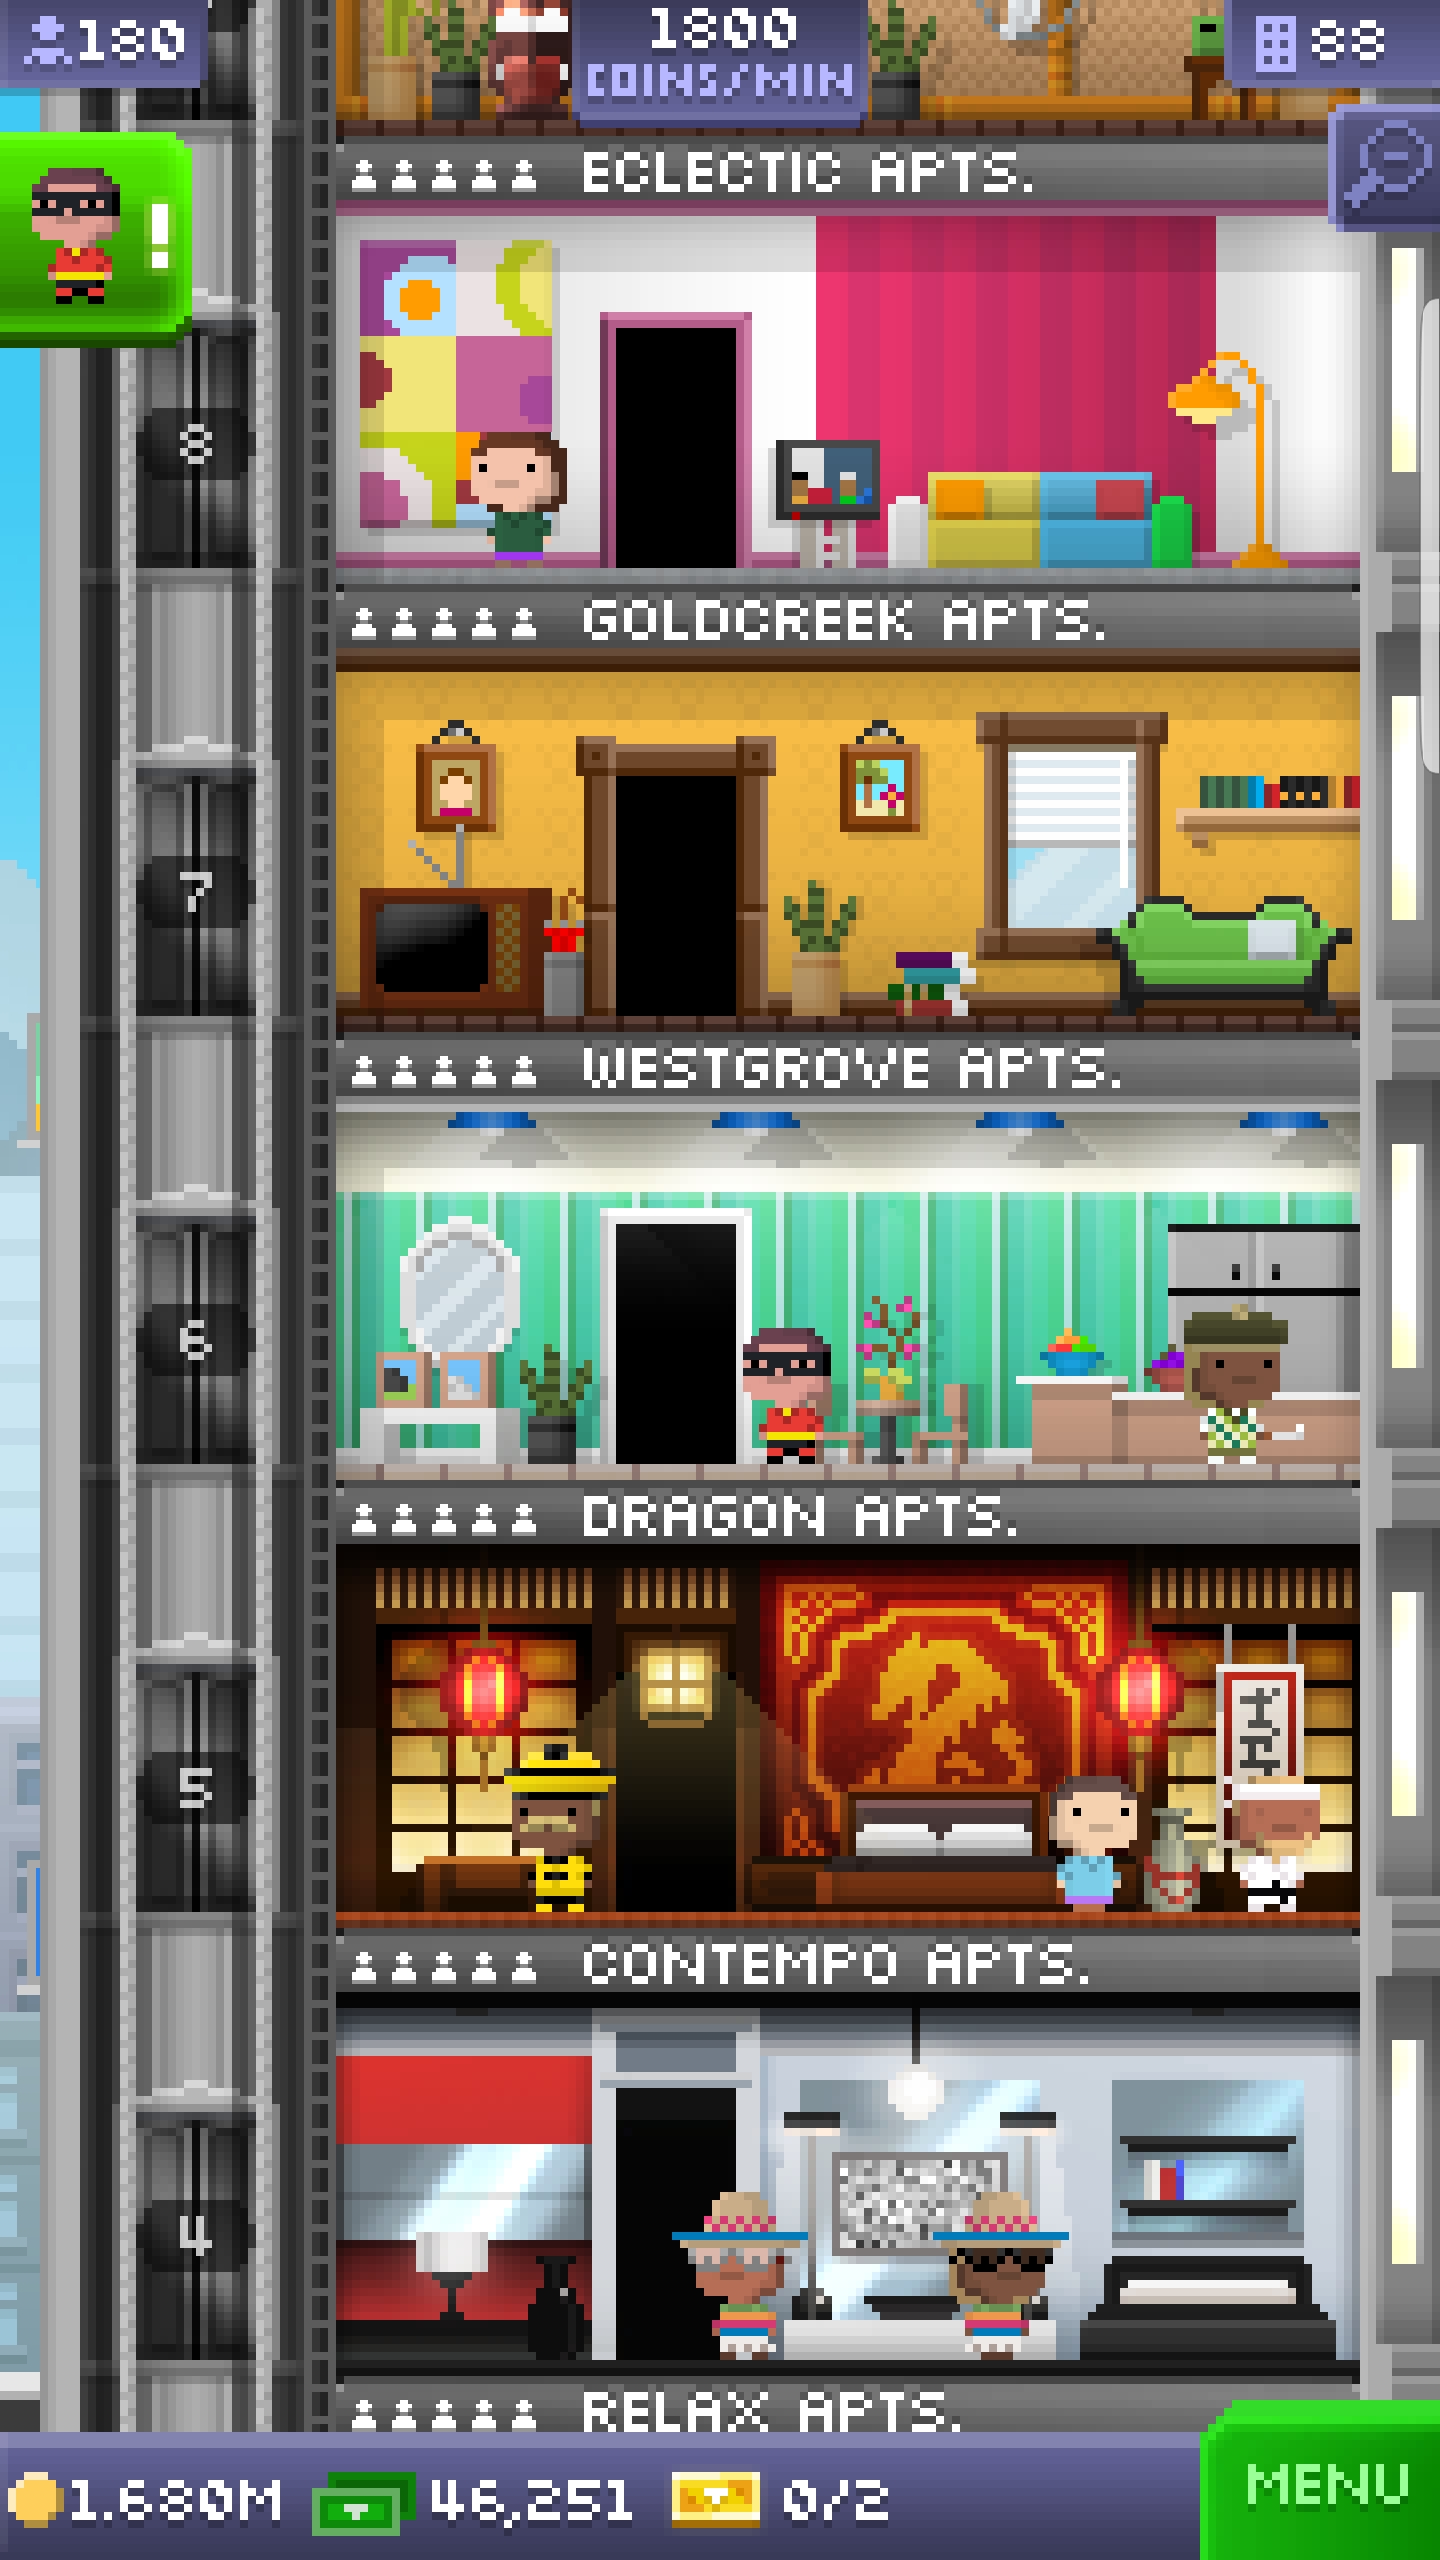 180
1800
COINS/MIN
88
!
ECLECTIC APTS.
8
GOLDCREEK APTS.
7
WESTGROVE APTS.
6
DRAGON APTS.
5
CONTEMPO APTS.
4
RELAX APTS.
1.680M
46,251
0/2
MENU